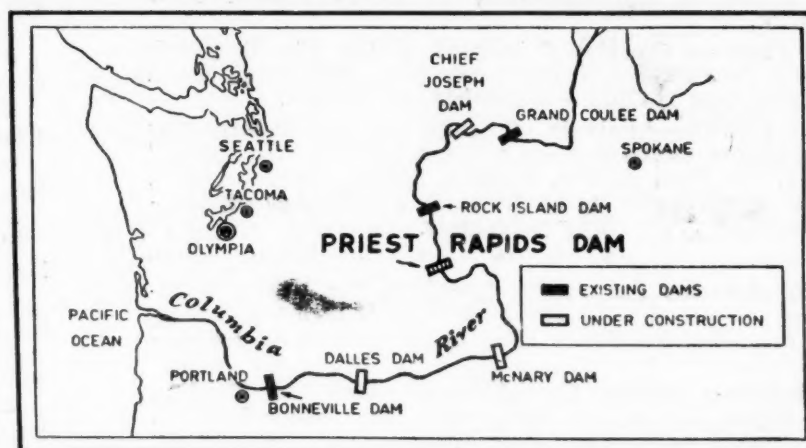 CHIEF
JOSEPH
DAM
GRAND COULEE DAM
SEATTLE
SPOKANE
TACOMA
ROCK ISLAND DAM
OLYMPIA
PRIEST RAPIDS DAM
EXISTING DAMS
UNDER CONSTRUCTION
Columbia River
PACIFIC
OCEAN
DALLES DAM
McNARY DAM
PORTLAND
BONNEVILLE DAM